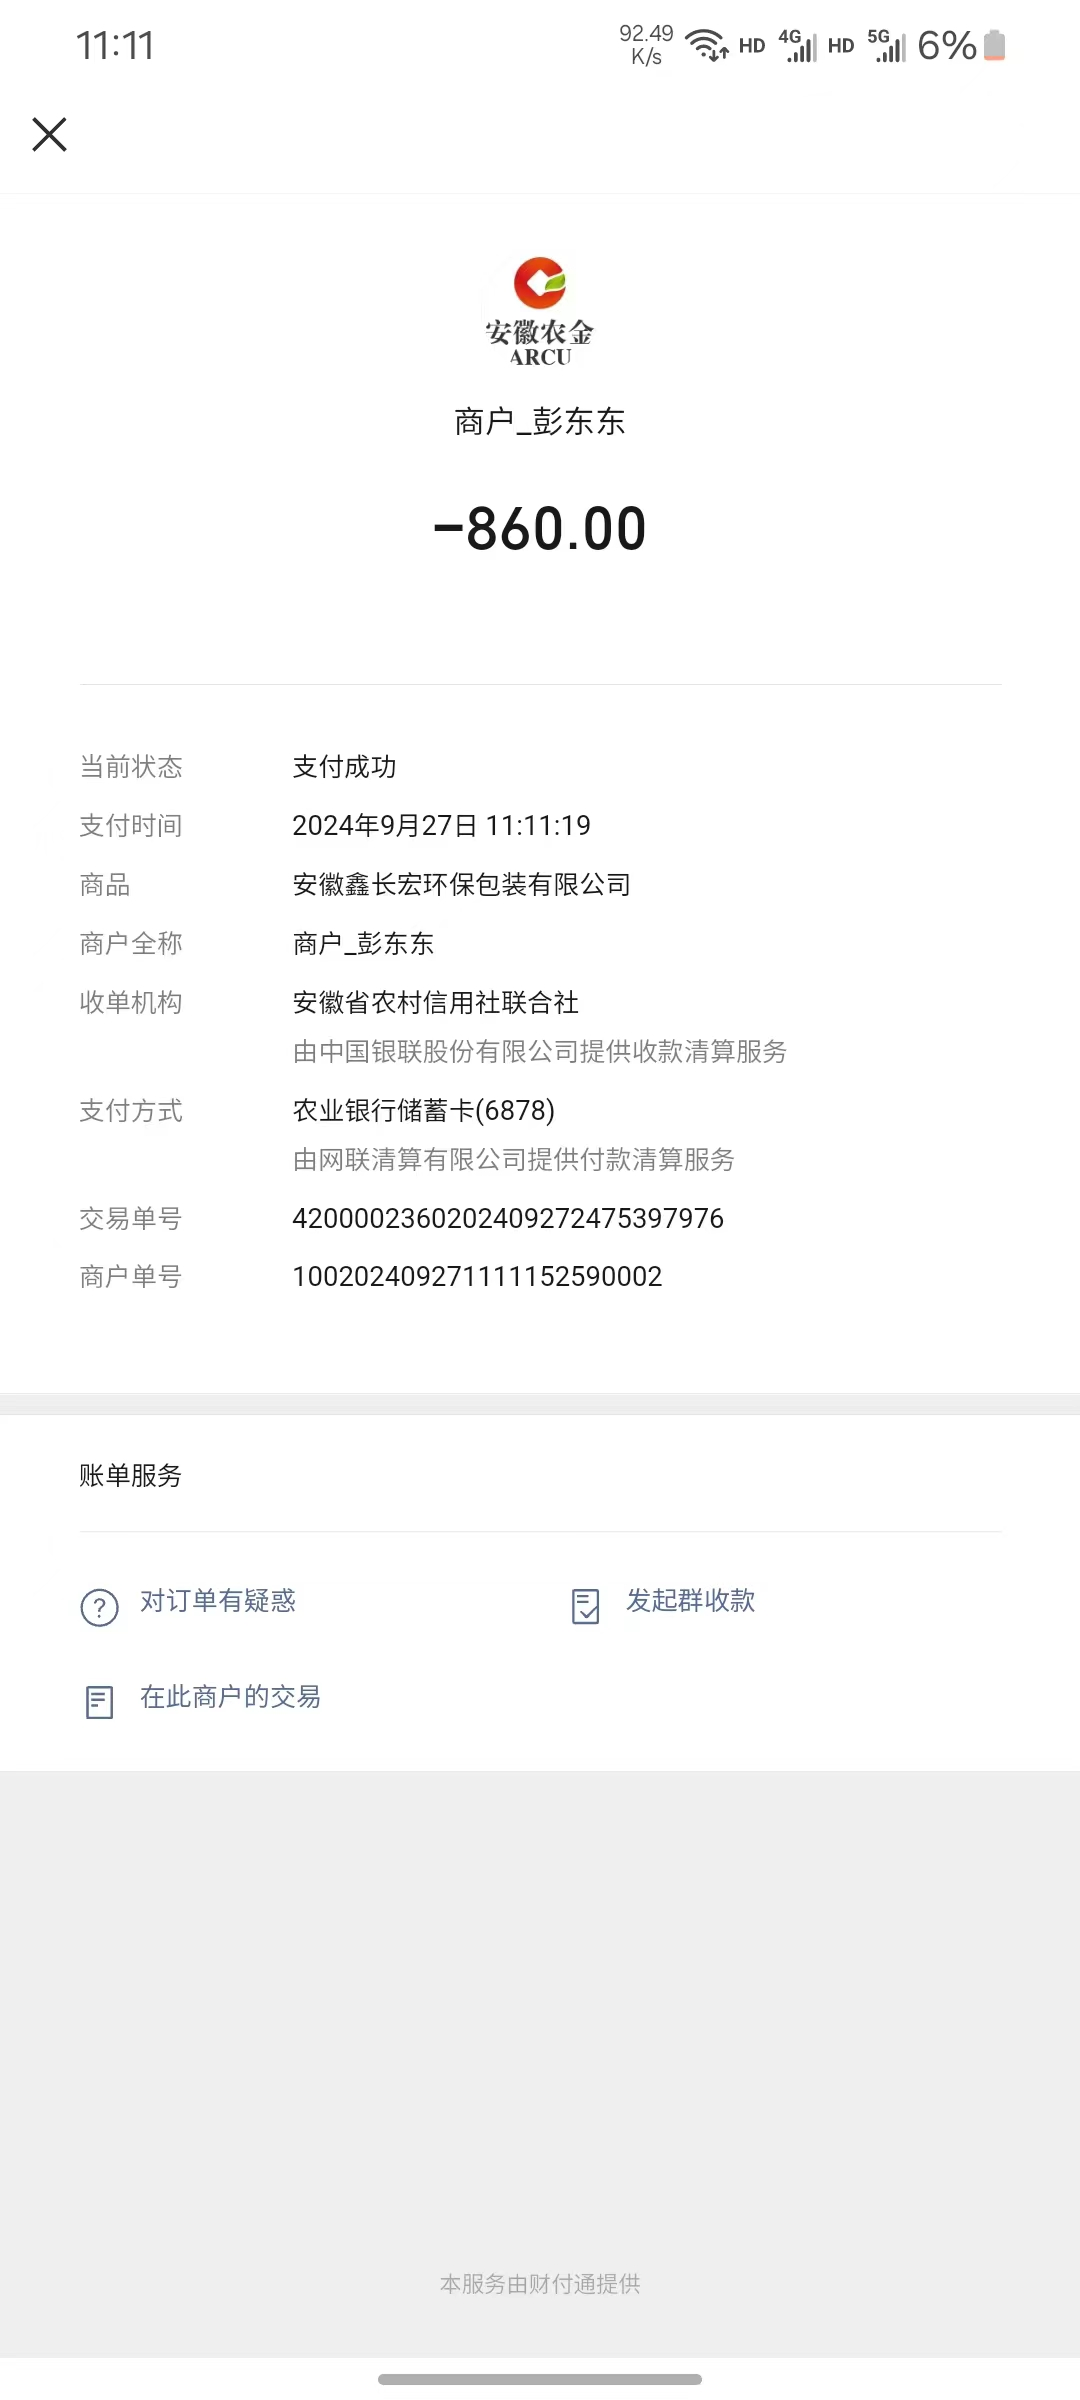 11:11
92.49 K/s HD 4G HD 5G 6%
安徽农金
ARCU
商户_彭东东
-860.00
当前状态 支付成功
支付时间 2024年9月27日 11:11:19
商品 安徽鑫长宏环保包装有限公司
商户全称 商户_彭东东
收单机构 安徽省农村信用社联合社
由中国银联股份有限公司提供收款清算服务
支付方式 农业银行储蓄卡(6878)
由网联清算有限公司提供付款清算服务
交易单号 4200002360202409272475397976
商户单号 100202409271111152590002
账单服务
对订单有疑惑 发起群收款
在此商户的交易
本服务由财付通提供